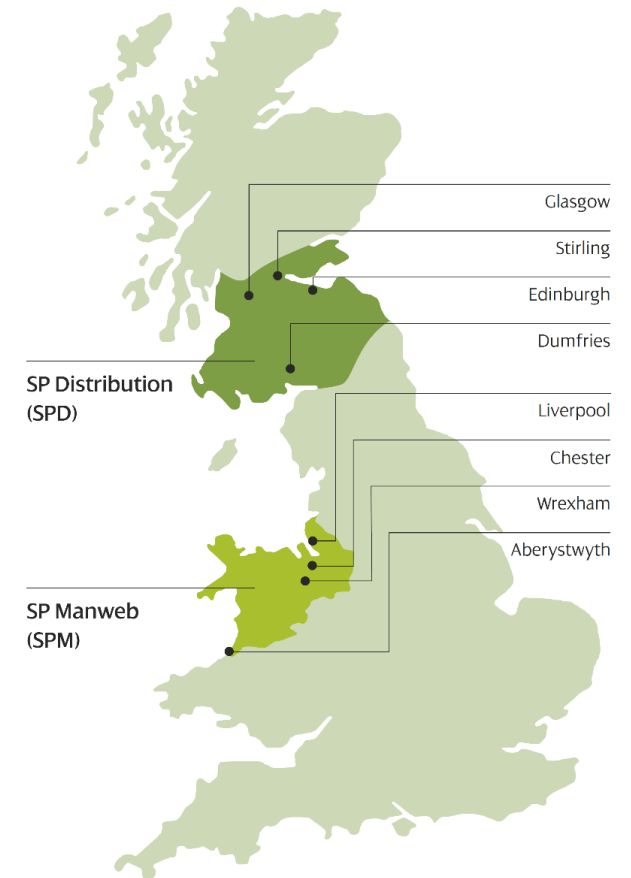 Glasgow
Stirling
Edinburgh
Dumfries
SP Distribution
(SPD)
Liverpool
Chester
Wrexham
Aberystwyth
SP Manweb
(SPM)